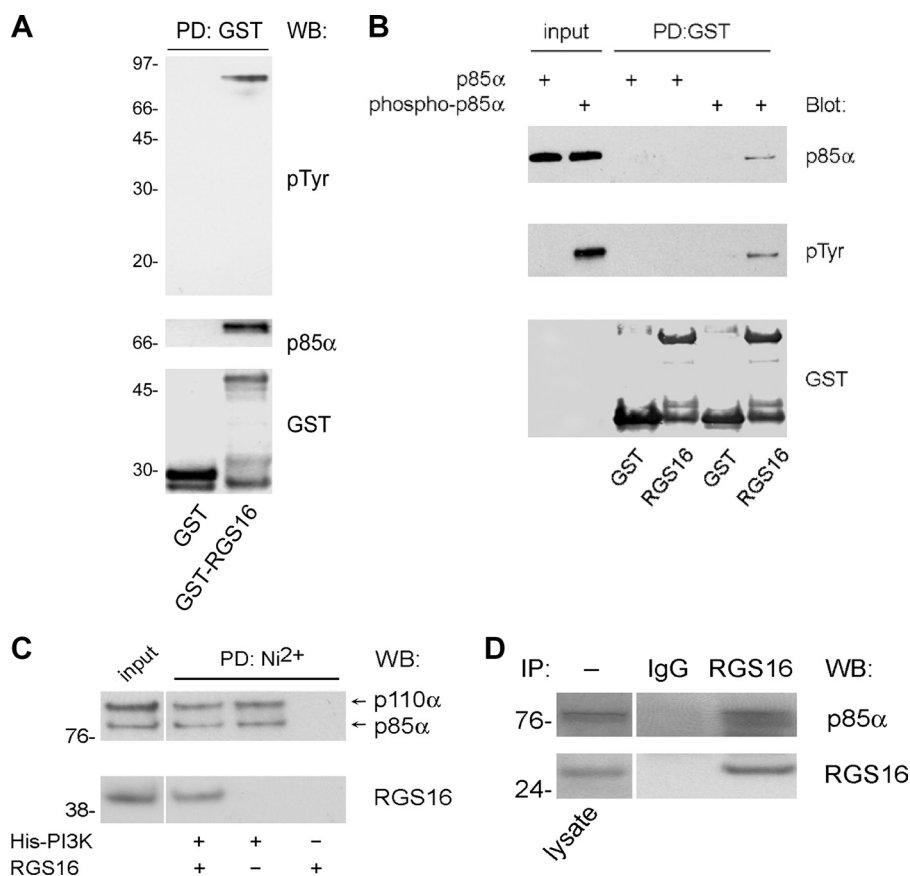 A
PD: GST WB:
97-
66-
45-
30-
20-
pTyr
66-
p85α
45-
30-
GST
GST
GST-RGS16
B
input PD:GST
p85α + + +
phospho-p85α + + + Blot:
p85α
pTyr
GST
GST RGS16 GST RGS16
C
input PD: Ni2+ WB:
p110α
p85α
76-
RGS16
38-
His-PI3K + + –
RGS16 + – +
D
IP: – IgG RGS16 WB:
76- p85α
24- RGS16
lysate